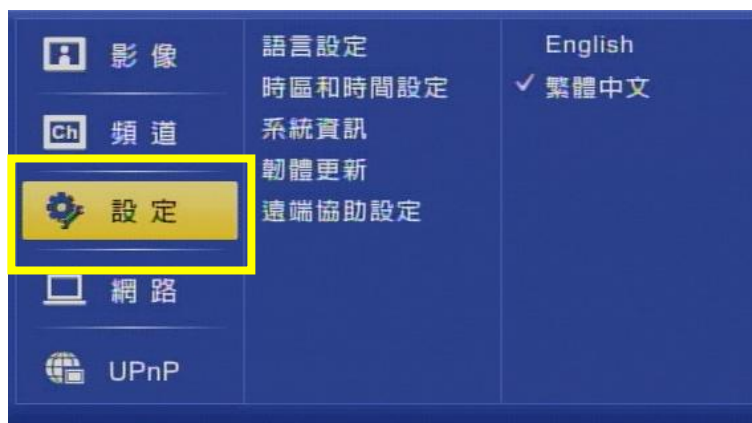 影像
Ch 頻道
設定
網路
UPnP
語言設定
時區和時間設定
系統資訊
韌體更新
遠端協助設定
English
✓ 繁體中文